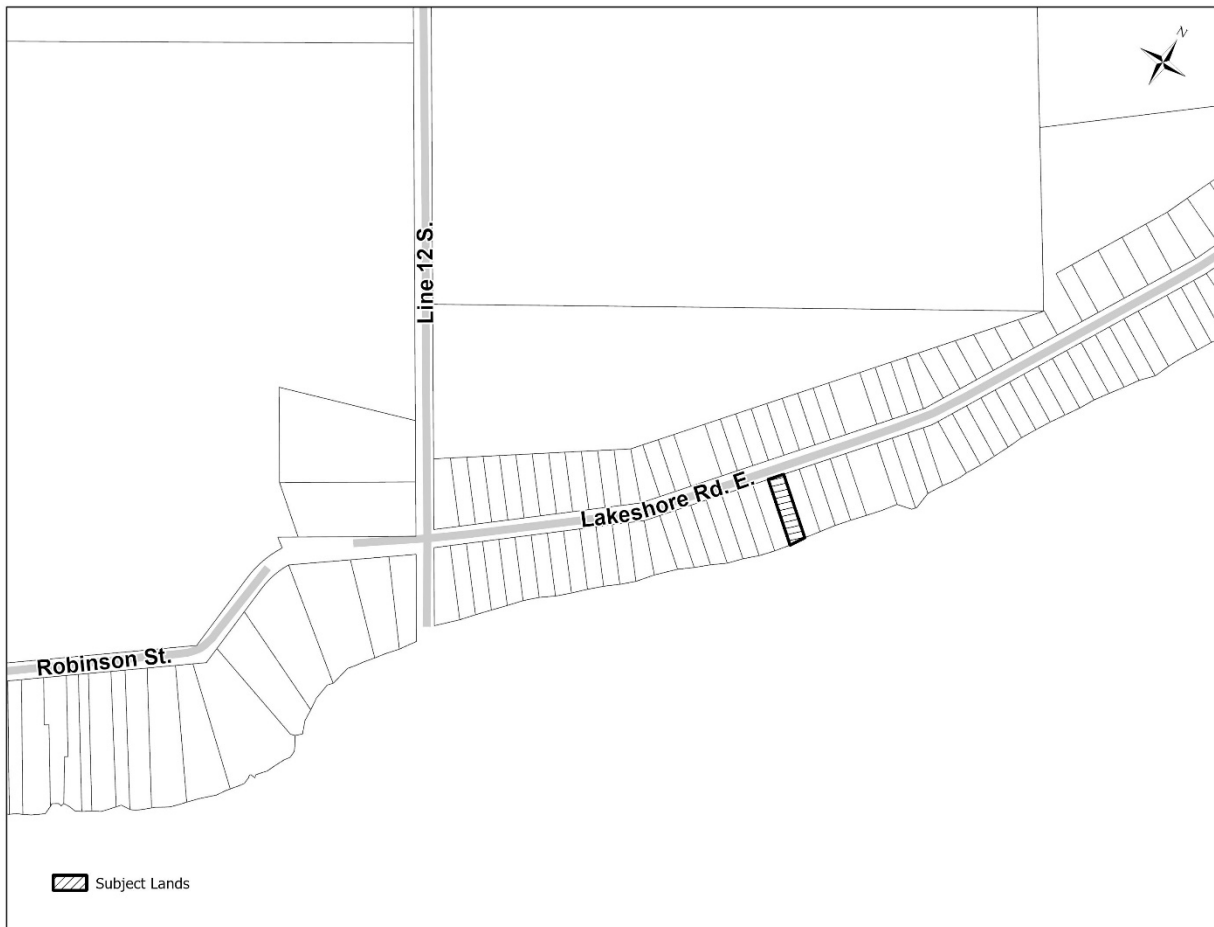 N
Line 12 S.
Lakeshore Rd. E.
Robinson St.
Subject Lands